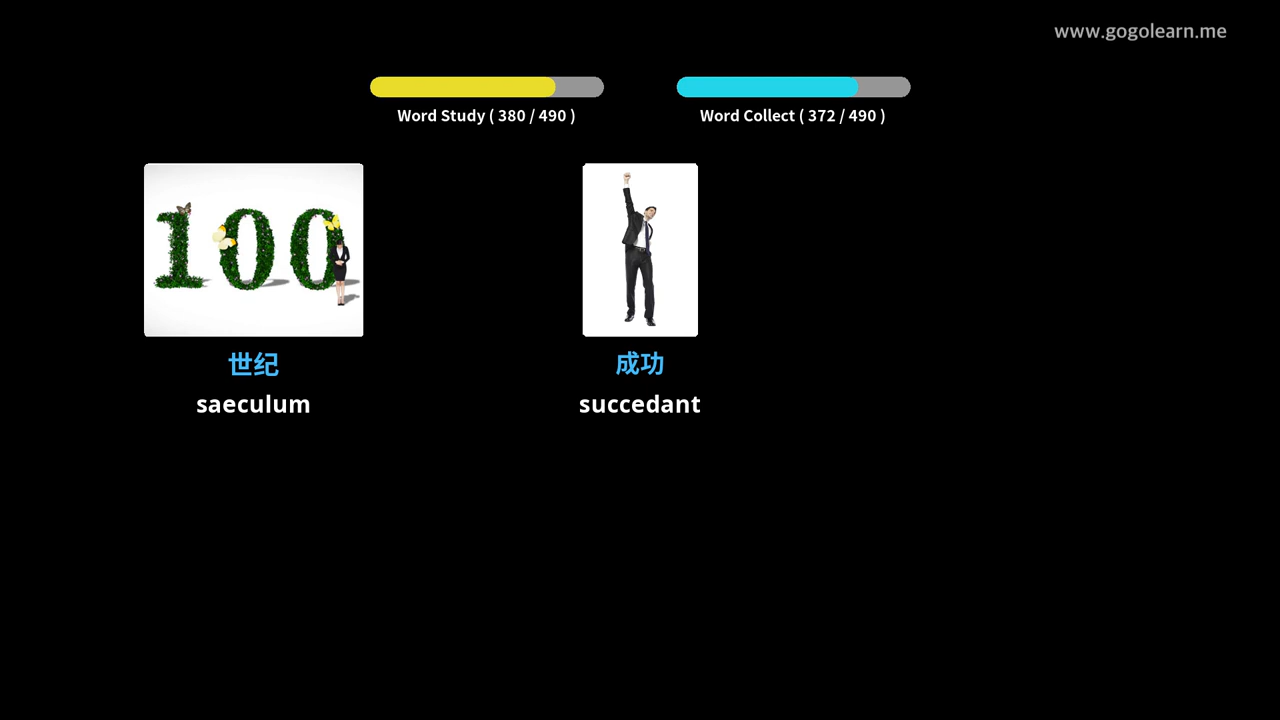 www.gogolearn.me
Word Study ( 380 / 490 )
Word Collect ( 372 / 490 )
100
世纪
saeculum
成功
succedant